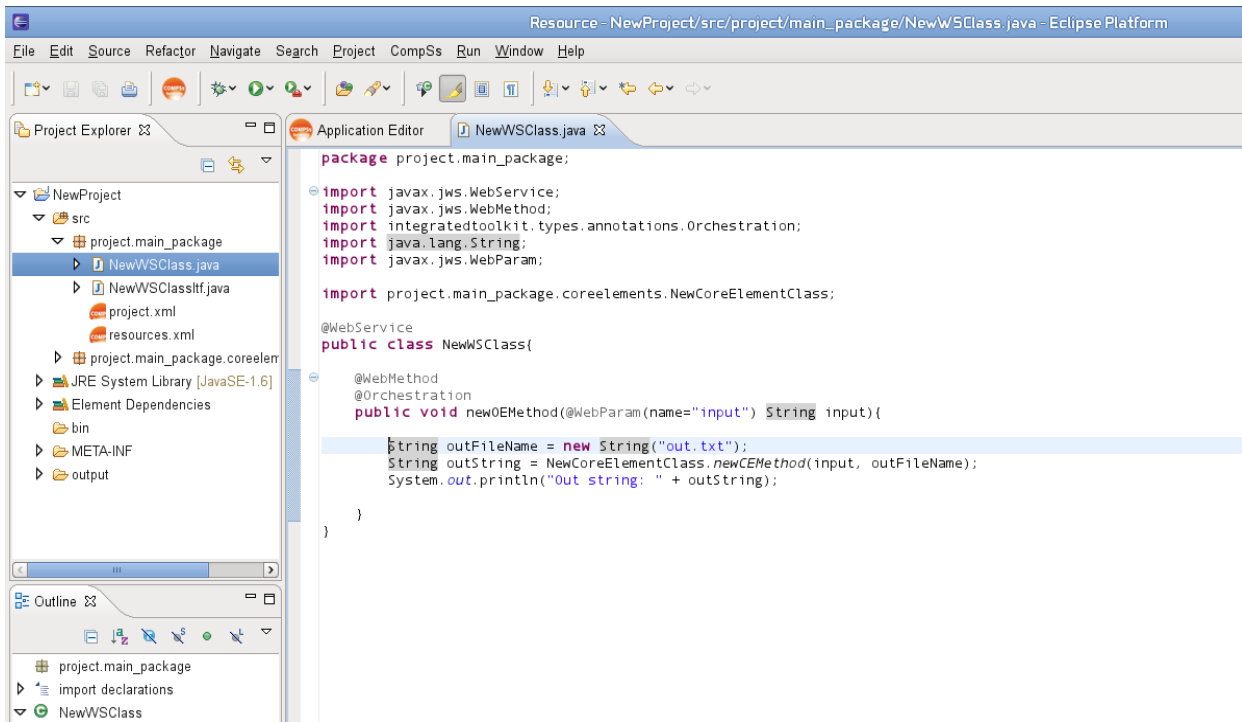 Resource - NewProject/src/project/main_package/NewWSClass.java - Eclipse Platform
File Edit Source Refactor Navigate Search Project CompSs Run Window Help
Project Explorer
Application Editor
NewWSClass.java
NewProject
src
project.main_package
NewWSClass.java
NewWSClassItf.java
project.xml
resources.xml
project.main_package.coreelem
JRE System Library [JavaSE-1.6]
Element Dependencies
bin
META-INF
output
package project.main_package;
import javax.jws.WebService;
import javax.jws.WebMethod;
import integratedtoolkit.types.annotations.Orchestration;
import java.lang.String;
import javax.jws.WebParam;
import project.main_package.coreelements.NewCoreElementClass;
@WebService
public class NewWSClass{
@WebMethod
@Orchestration
public void newOEMethod(@WebParam(name="input") String input){
String outFileName = new String("out.txt");
String outString = NewCoreElementClass.newCEMethod(input, outFileName);
System.out.println("Out string: " + outString);
}
}
Outline
project.main_package
import declarations
NewWSClass